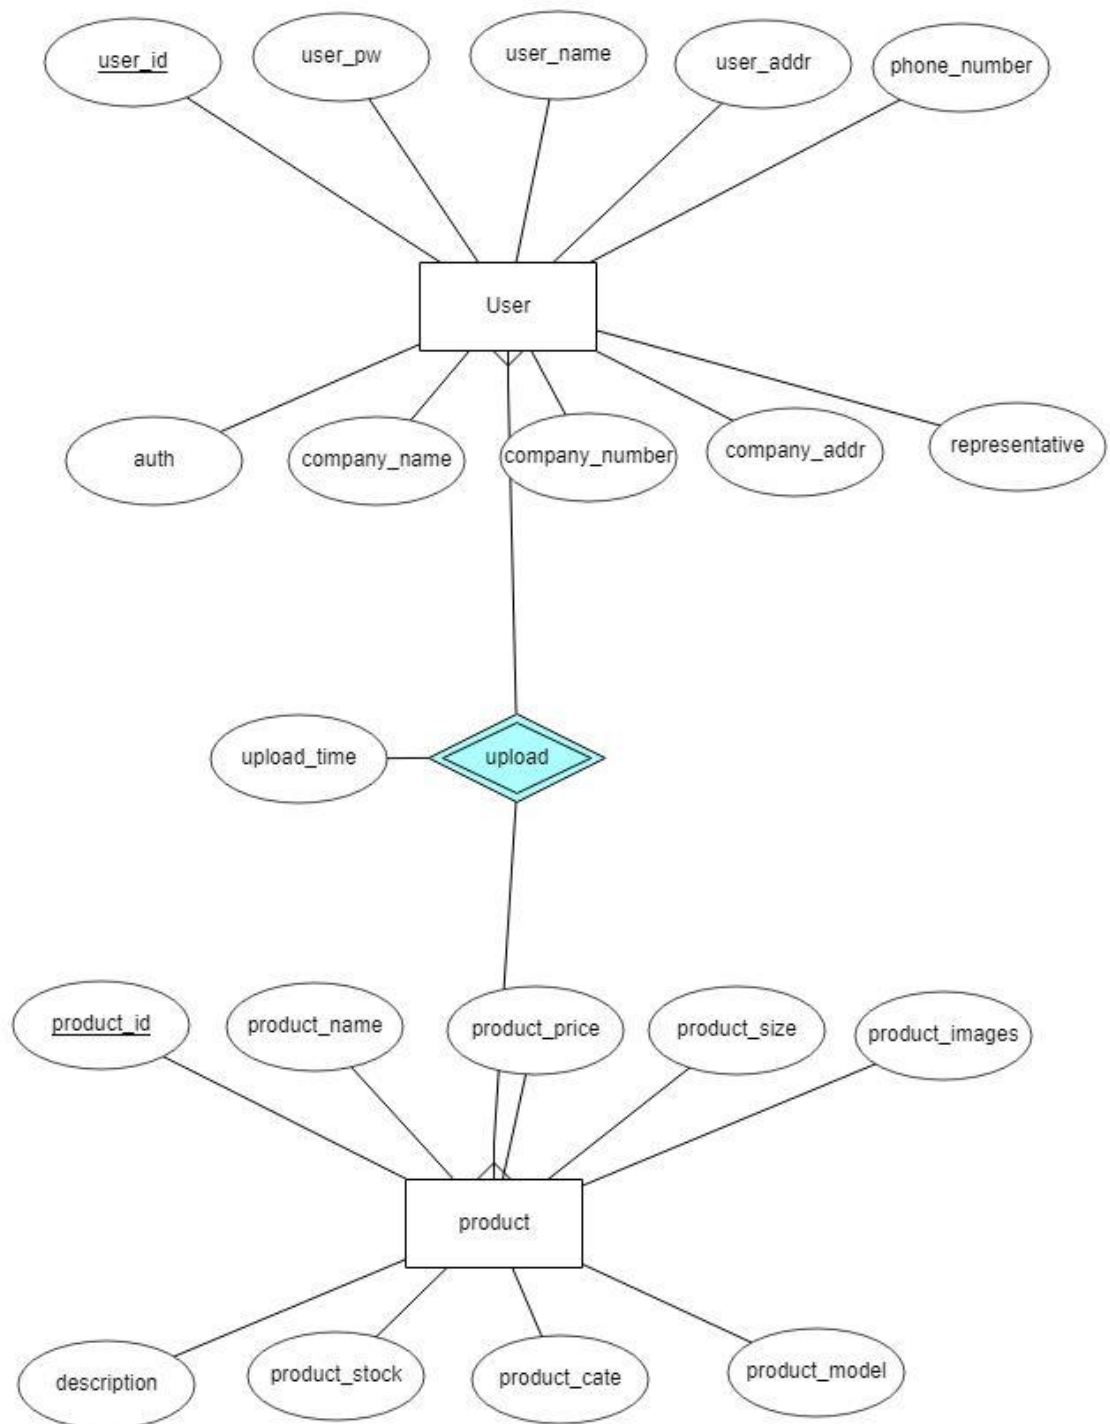 user_id
user_pw
user_name
user_addr
phone_number
User
auth
company_name
company_number
company_addr
representative
upload_time
upload
product_id
product_name
product_price
product_size
product_images
product
description
product_stock
product_cate
product_model